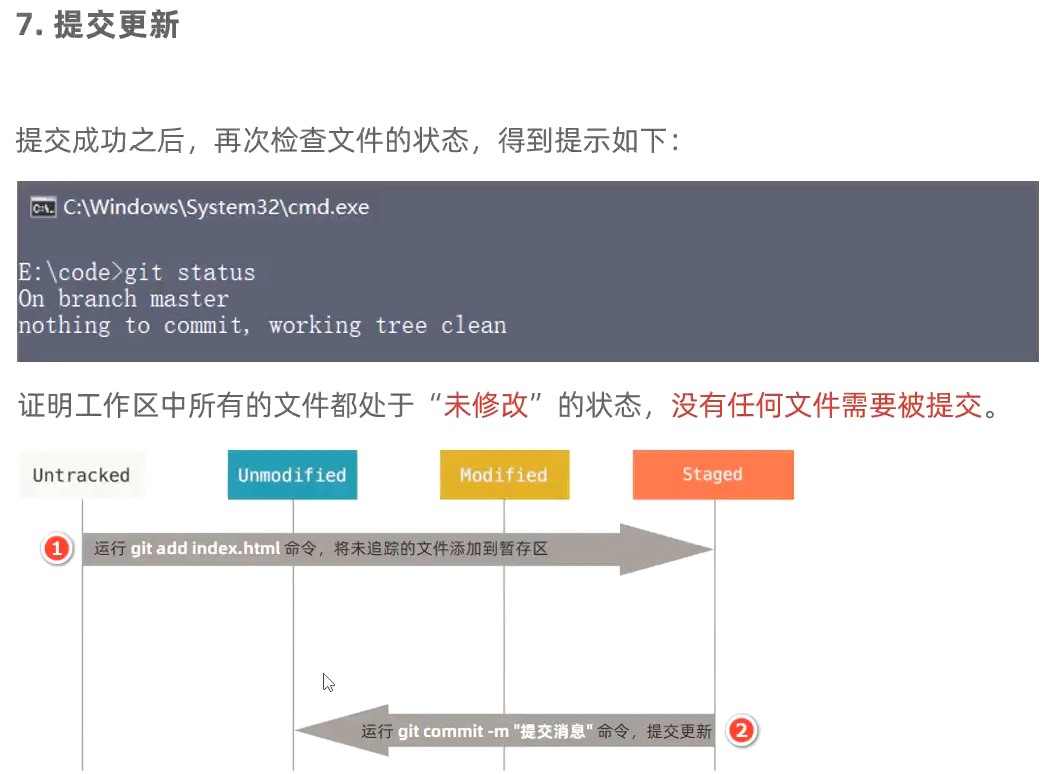 7. 提交更新
提交成功之后，再次检查文件的状态，得到提示如下：
C:\Windows\System32\cmd.exe
E:\code>git status
On branch master
nothing to commit, working tree clean
证明工作区中所有的文件都处于“未修改”的状态，没有任何文件需要被提交。
Untracked Unmodified Modified Staged
1 运行 git add index.html 命令，将未追踪的文件添加到暂存区
运行 git commit -m "提交消息" 命令，提交更新 2